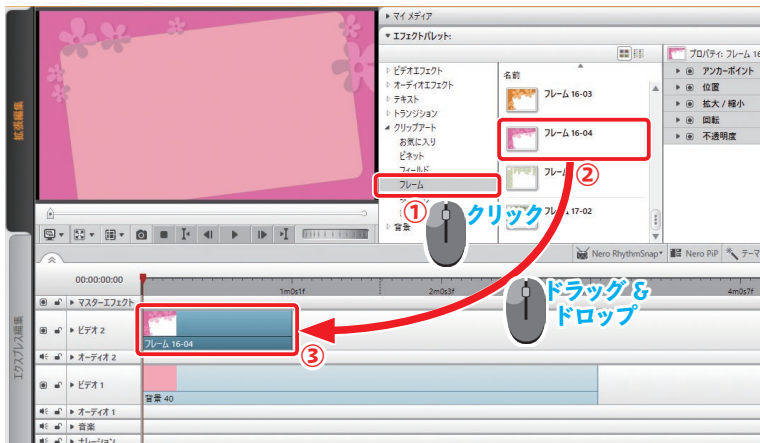 マイ メディア
エフェクトパレット:
プロパティ: フレーム 16
ビデオエフェクト
オーディオエフェクト
テキスト
トランジション
クリップアート
お気に入り
ビネット
フィールド
フレーム
背景
名前
フレーム 16-03
フレーム 16-04
フレーム 17-02
アンカーポイント
位置
拡大 / 縮小
回転
不透明度
拡張編集
エクスプレス編集
①
クリック
②
ドラッグ &
ドロップ
③
Nero RhythmSnap
Nero PiP
テーマ
00:00:00:00
1m0s1f
2m0s3f
4m0s7f
マスターエフェクト
ビデオ 2
フレーム 16-04
オーディオ 2
ビデオ 1
背景 40
オーディオ 1
音楽
ナレーション